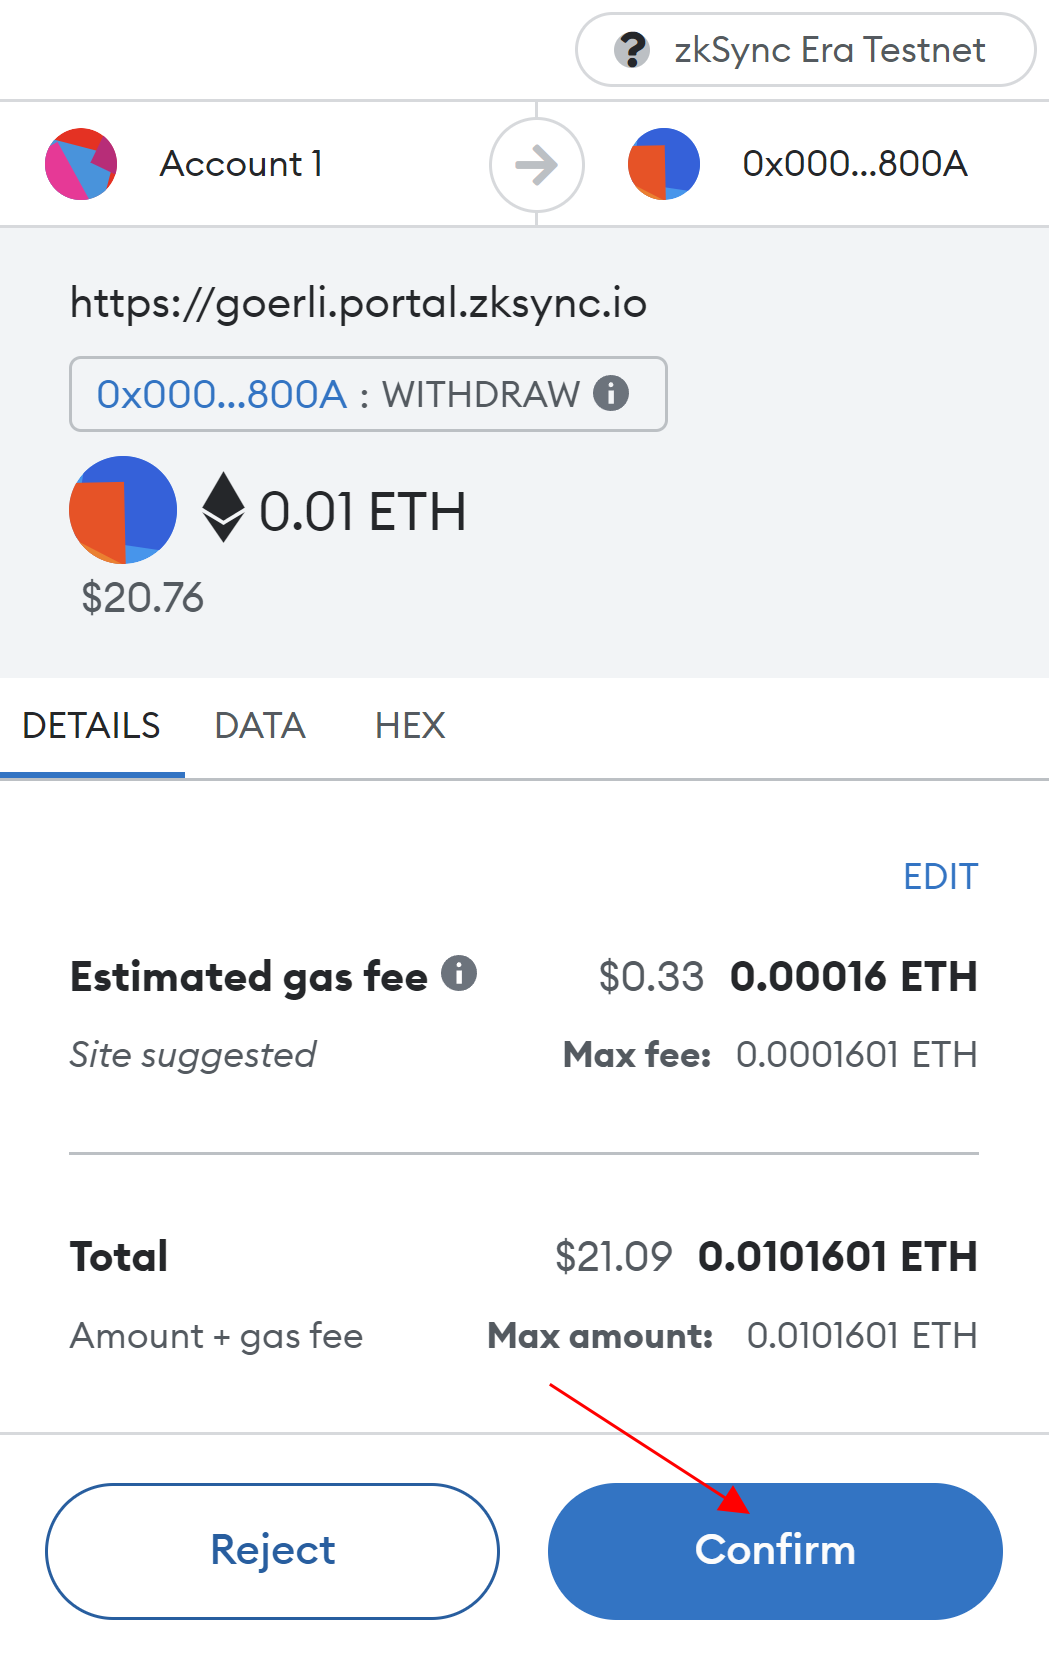 zkSync Era Testnet
Account 1
0x000...800A
https://goerli.portal.zksync.io
0x000...800A : WITHDRAW
0.01 ETH
$20.76
DETAILS DATA HEX
EDIT
Estimated gas fee $0.33 0.00016 ETH
Site suggested Max fee: 0.0001601 ETH
Total $21.09 0.0101601 ETH
Amount + gas fee Max amount: 0.0101601 ETH
Reject Confirm